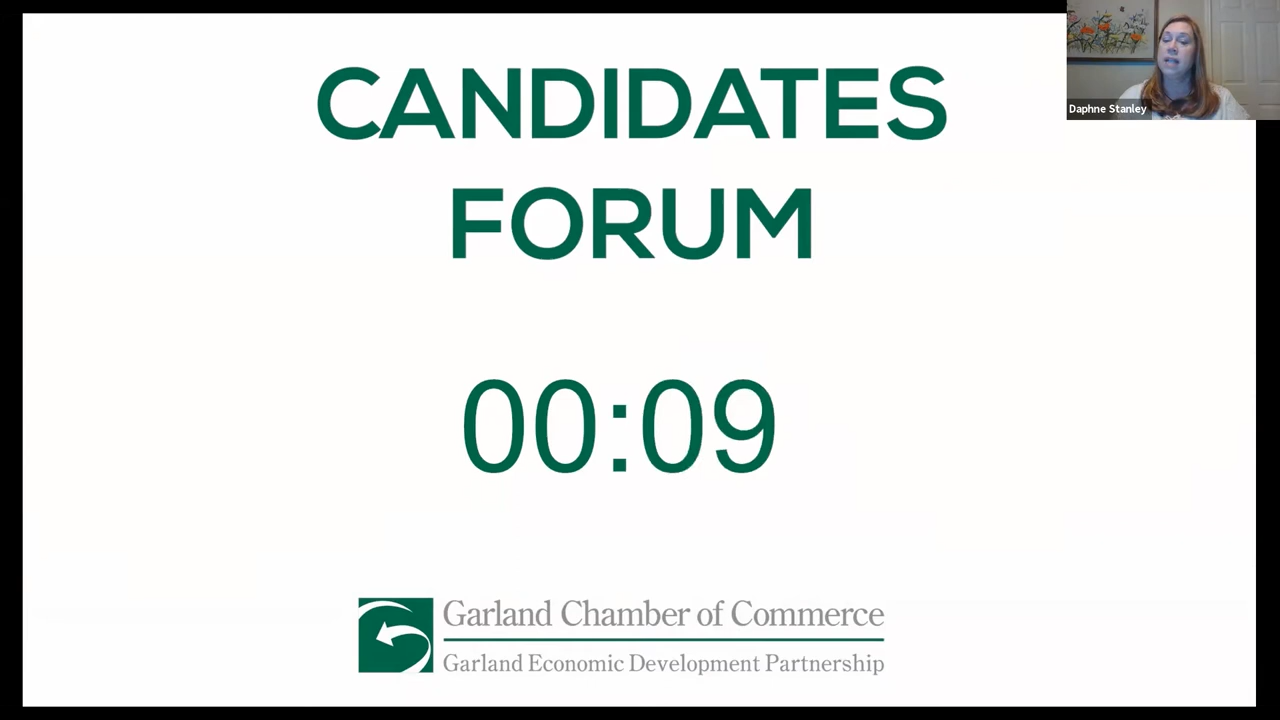 CANDIDATES
FORUM
00:09
Garland Chamber of Commerce
Garland Economic Development Partnership
Daphne Stanley